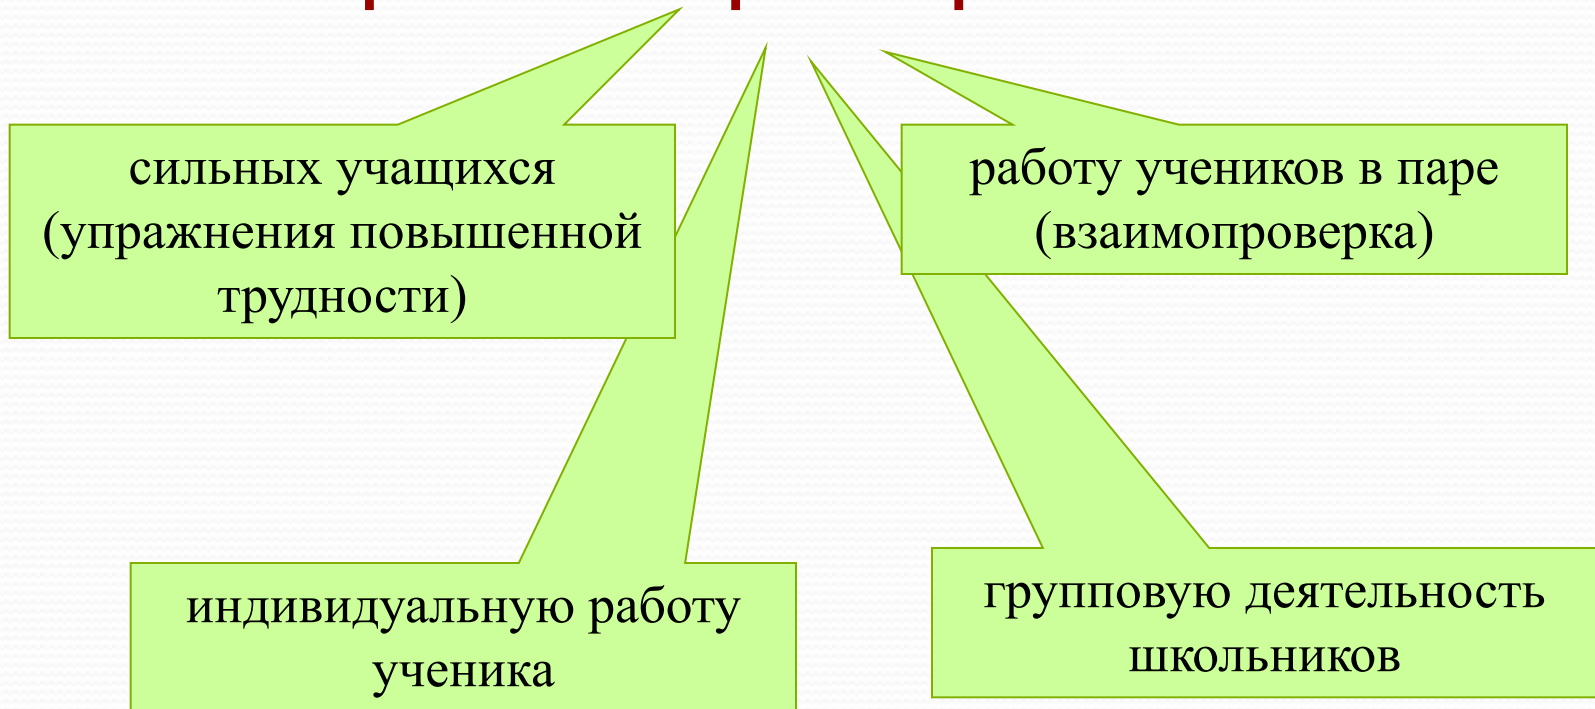 сильных учащихся
(упражнения повышенной
трудности)
работу учеников в паре
(взаимопроверка)
индивидуальную работу
ученика
групповую деятельность
школьников